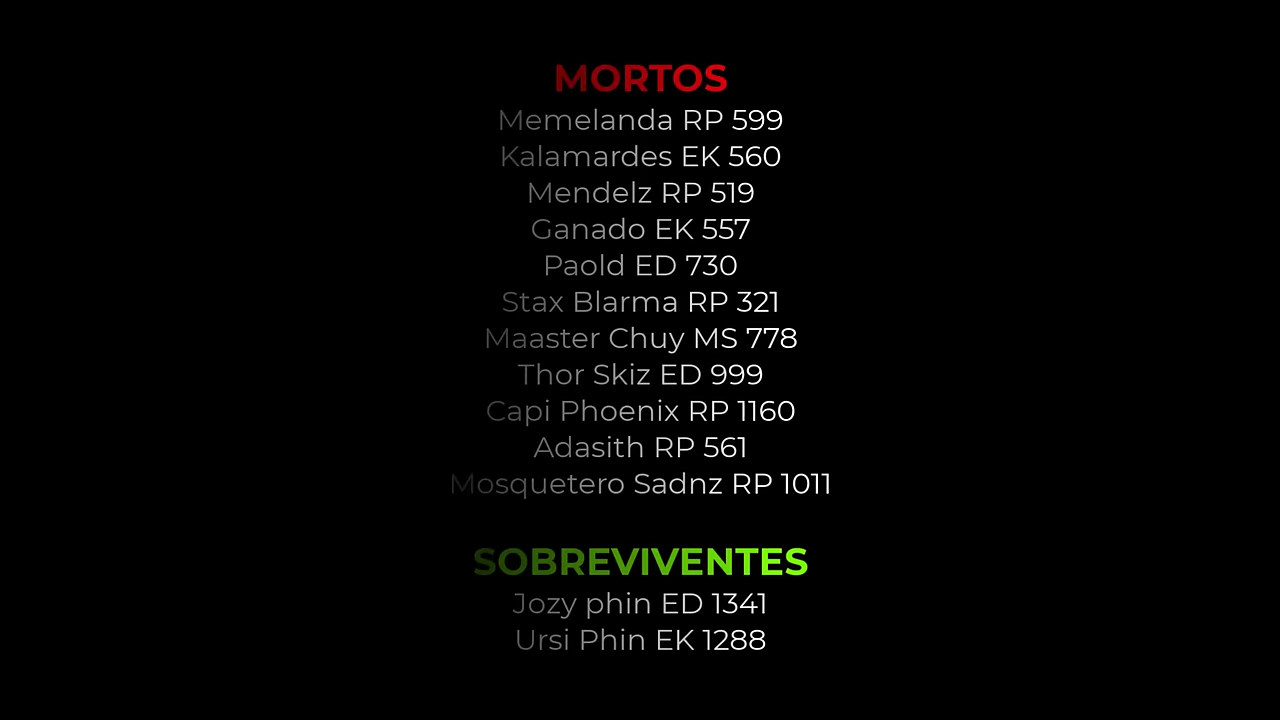 MORTOS
Memelanda RP 599
Kalamardes EK 560
Mendelz RP 519
Ganado EK 557
Paold ED 730
Stax Blarma RP 321
Maaster Chuy MS 778
Thor Skiz ED 999
Capi Phoenix RP 1160
Adasith RP 561
Mosquetero Sadnz RP 1011
SOBREVIVENTES
Jozy phin ED 1341
Ursi Phin EK 1288